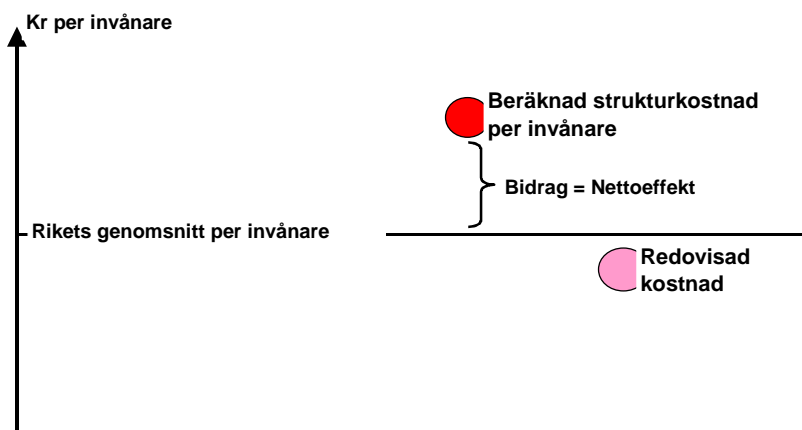 Kr per invånare
Beräknad strukturkostnad
per invånare
Bidrag = Nettoeffekt
Rikets genomsnitt per invånare
Redovisad
kostnad